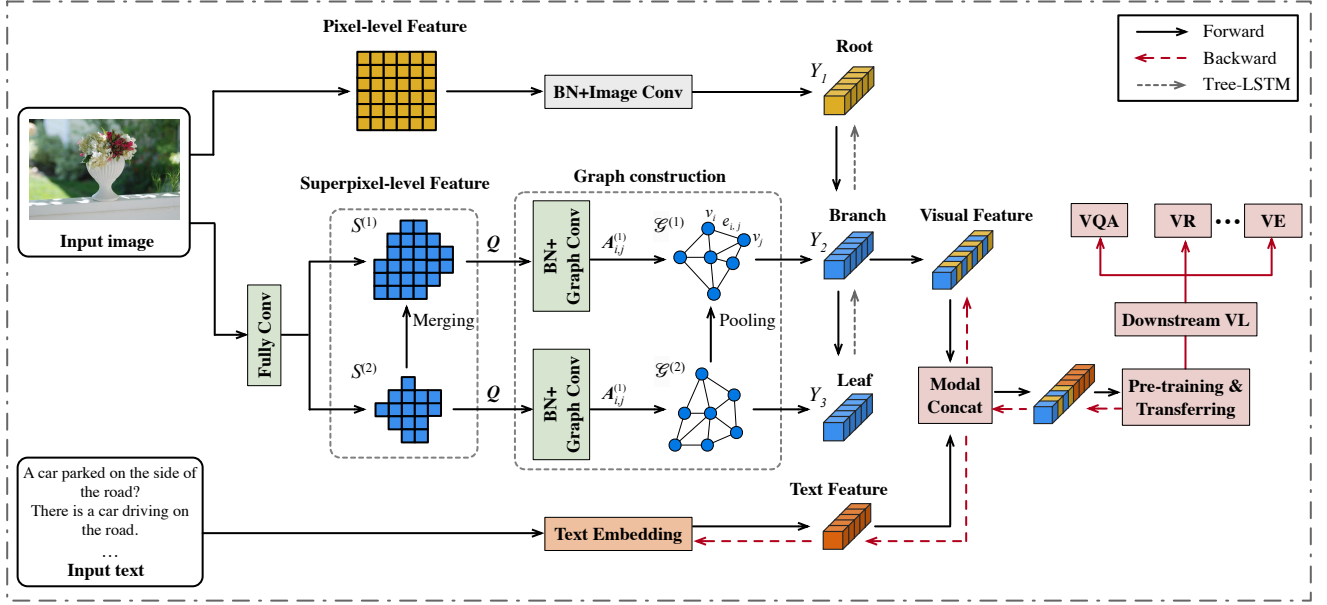 Pixel-level Feature
BN+Image Conv
Root
Y1
Forward
Backward
Tree-LSTM
Input image
Superpixel-level Feature
Graph construction
S(1)
Q
BN+
Graph Conv
A(1)i,j
𝒢(1)
vi
ei,j
vj
Branch
Y2
Visual Feature
VQA
VR
...
VE
Fully Conv
Merging
Pooling
Downstream VL
S(2)
Q
BN+
Graph Conv
A(1)i,j
𝒢(2)
Leaf
Y3
Modal
Concat
Pre-training &
Transferring
A car parked on the side of
the road?
There is a car driving on
the road.
...
Input text
Text Embedding
Text Feature